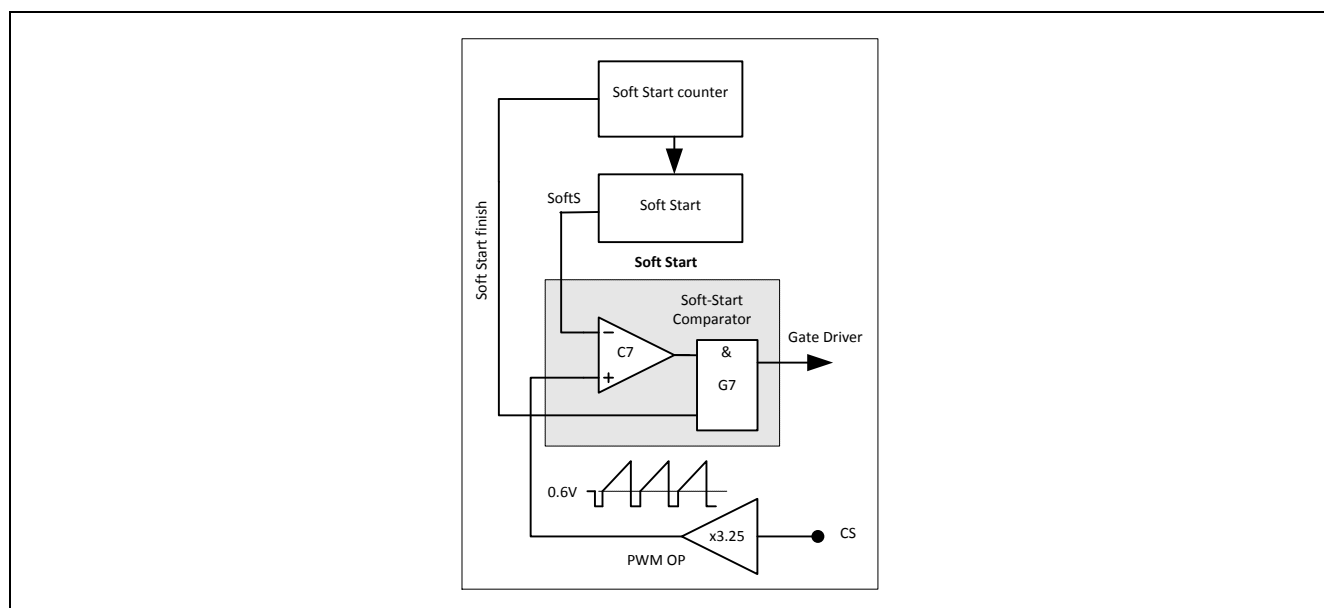 Soft Start counter
SoftS
Soft Start
Soft Start finish
Soft Start
Soft-Start
Comparator
Gate Driver
−
C7
+
&
G7
0.6V
x3.25
CS
PWM OP